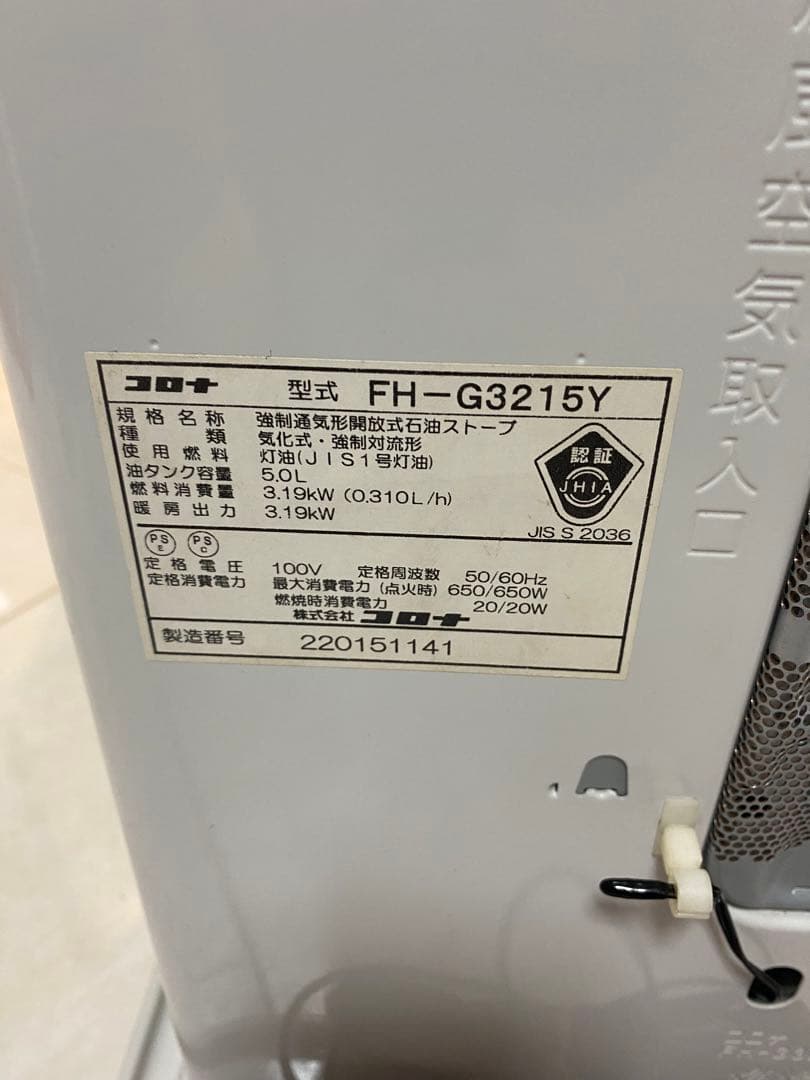 コロナ 型式 FH-G3215Y
規格名称 強制通気形開放式石油ストーブ
種類 気化式・強制対流形
使用燃料 灯油(JIS1号灯油)
油タンク容量 5.0L
燃料消費量 3.19kW (0.310L/h)
暖房出力 3.19kW
認証
JHIA
JIS S 2036
PS E PS C
定格電圧 100V 定格周波数 50/60Hz
定格消費電力 最大消費電力(点火時) 650/650W
燃焼時消費電力 20/20W
株式会社 コロナ
製造番号 220151141
風空気取入口